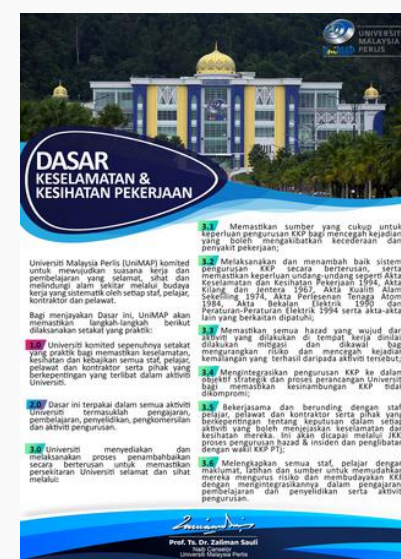 UNIVERSITI
MALAYSIA
PERLIS
DASAR
KESELAMATAN &
KESIHATAN PEKERJAAN
Universiti Malaysia Perlis (UniMAP) komited
untuk mewujudkan suasana kerja dan
pembelajaran yang selamat, sihat dan
melindungi alam sekitar melalui budaya
kerja yang sistematik oleh setiap staf, pelajar,
kontraktor dan pelawat.
Bagi menjayakan Dasar ini, UniMAP akan
memastikan langkah-langkah berikut
dilaksanakan setakat yang praktik:
1.0 Universiti komited sepenuhnya setakat
yang praktik bagi memastikan keselamatan,
kesihatan dan kebajikan semua staf, pelajar,
pelawat dan kontraktor serta pihak yang
berkepentingan yang terlibat dalam aktiviti
Universiti.
2.0 Dasar ini terpakai dalam semua aktiviti
Universiti termasuklah pengajaran,
pembelajaran, penyelidikan, pengkomersilan
dan aktiviti pengurusan.
3.0 Universiti menyediakan dan
melaksanakan proses penambahbaikan
secara berterusan untuk memastikan
persekitaran Universiti selamat dan sihat
melalui:
3.1 Memastikan sumber yang cukup untuk
keperluan pengurusan KKP bagi mencegah kejadian
yang boleh mengakibatkan kecederaan dan
penyakit pekerjaan;
3.2 Melaksanakan dan menambah baik sistem
pengurusan KKP secara berterusan, serta
memastikan keperluan undang-undang seperti Akta
Keselamatan dan Kesihatan Pekerjaan 1994, Akta
Kilang dan Jentera 1967, Akta Kualiti Alam
Sekeliling 1974, Akta Perlesenan Tenaga Atom
1984, Akta Bekalan Elektrik 1990 dan
Peraturan-Peraturan Elektrik 1994 serta akta-akta
lain yang berkaitan dipatuhi;
3.3 Memastikan semua hazad yang wujud dari
aktiviti yang dilakukan di tempat kerja dinilai,
dilakukan mitigasi dan dikawal bagi
mengurangkan risiko dan mencegah kejadian
kemalangan yang terhasil daripada aktiviti tersebut;
3.4 Mengintegrasikan pengurusan KKP ke dalam
objektif strategik dan proses perancangan Universiti
bagi memastikan kesinambungan KKP tidak
dikompromi;
3.5 Bekerjasama dan berunding dengan staf,
pelajar, pelawat dan kontraktor serta pihak yang
berkepentingan tentang keputusan dalam setiap
aktiviti yang boleh menjejaskan keselamatan dan
kesihatan mereka. Ini akan dicapai melalui JKK,
proses pengurusan hazad & insiden dan penglibatan
dengan wakil KKP PTJ;
3.6 Melengkapkan semua staf, pelajar dengan
maklumat, latihan dan sumber untuk memudahkan
mereka mengurus risiko dan membudayakan KKP
dengan mengintegrasikannya dalam pengajaran,
pembelajaran dan penyelidikan serta aktiviti
pengurusan.
Prof. Ts. Dr. Zaliman Sauli
Naib Canselor
Universiti Malaysia Perlis